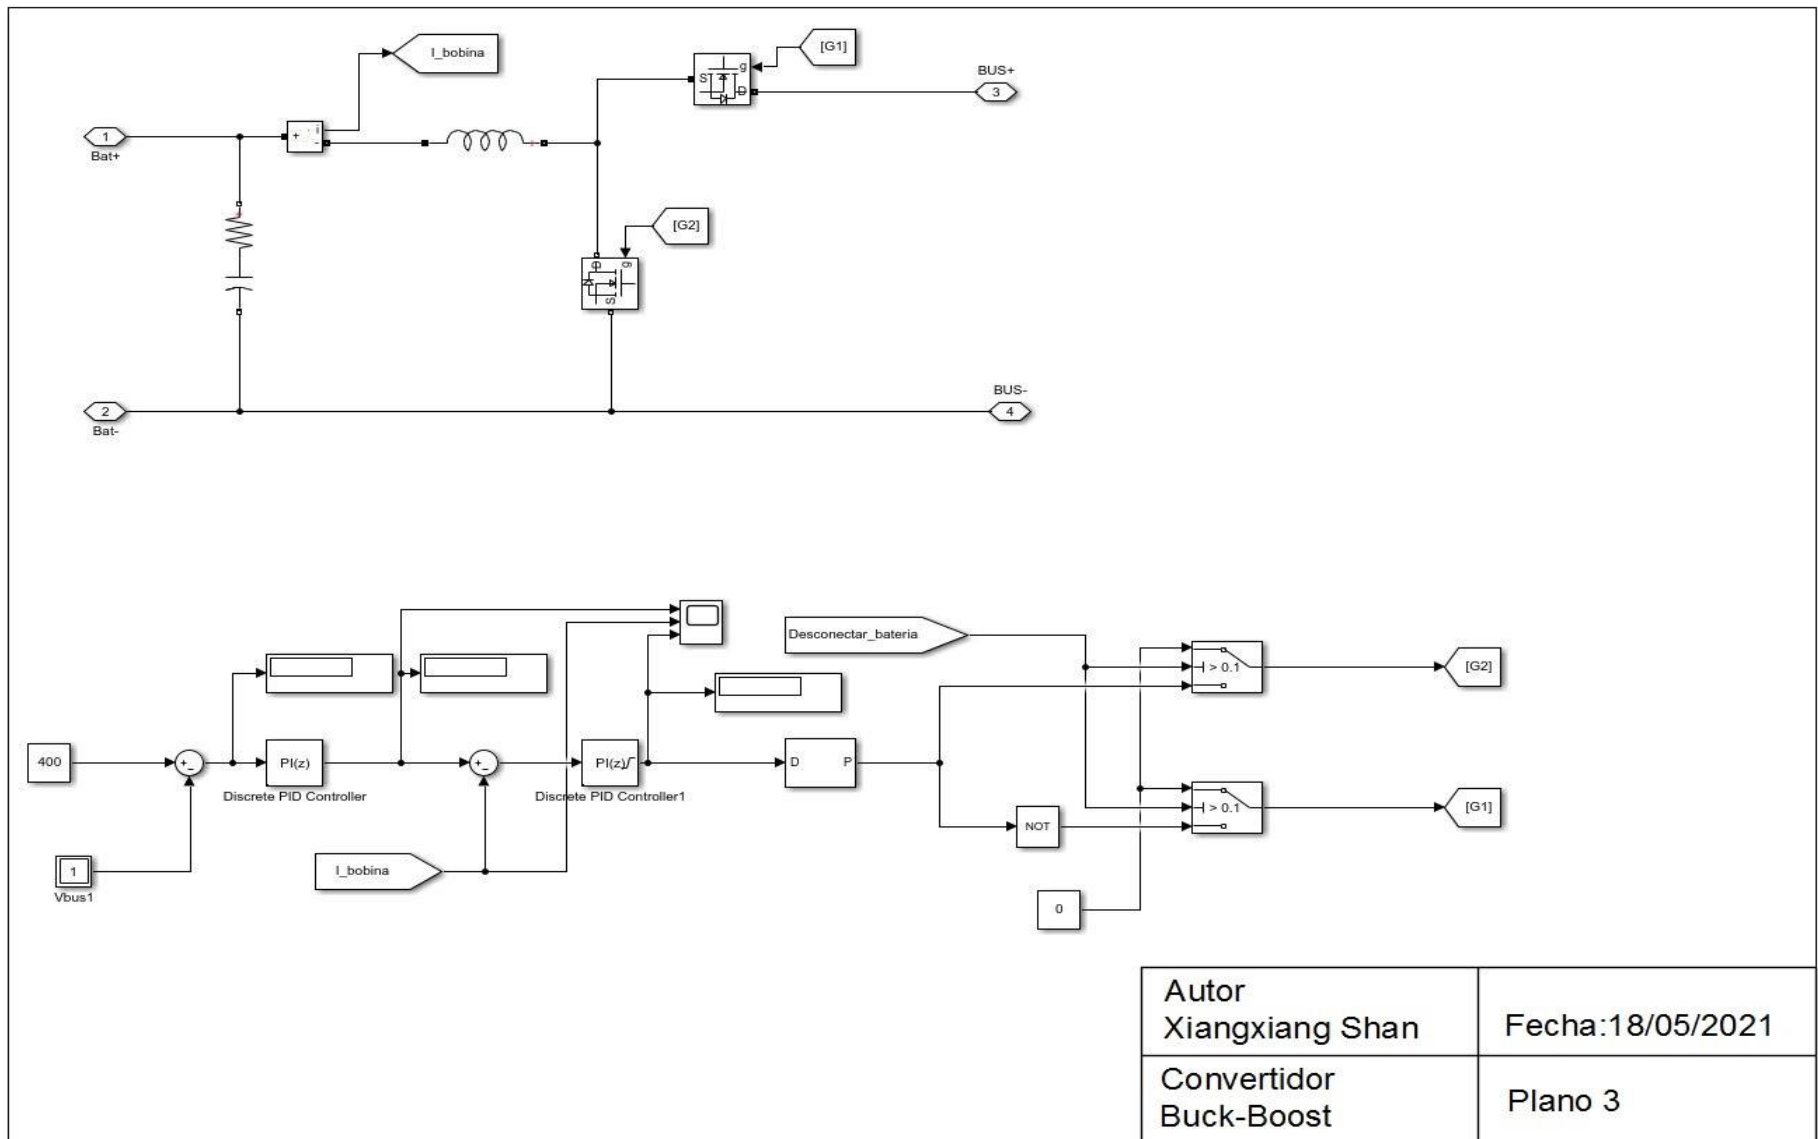 I_bobina
[G1]
BUS+
3
1
Bat+
+
i
-
S
g
D
[G2]
D
g
S
BUS-
4
2
Bat-
Desconectar_bateria
> 0.1
[G2]
400
+
-
PI(z)
Discrete PID Controller
+
-
PI(z)
Discrete PID Controller1
D
P
> 0.1
[G1]
NOT
I_bobina
1
Vbus1
0
Autor
Xiangxiang Shan
Fecha:18/05/2021
Convertidor
Buck-Boost
Plano 3